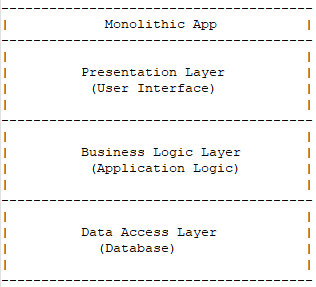 Monolithic App
Presentation Layer
(User Interface)
Business Logic Layer
(Application Logic)
Data Access Layer
(Database)